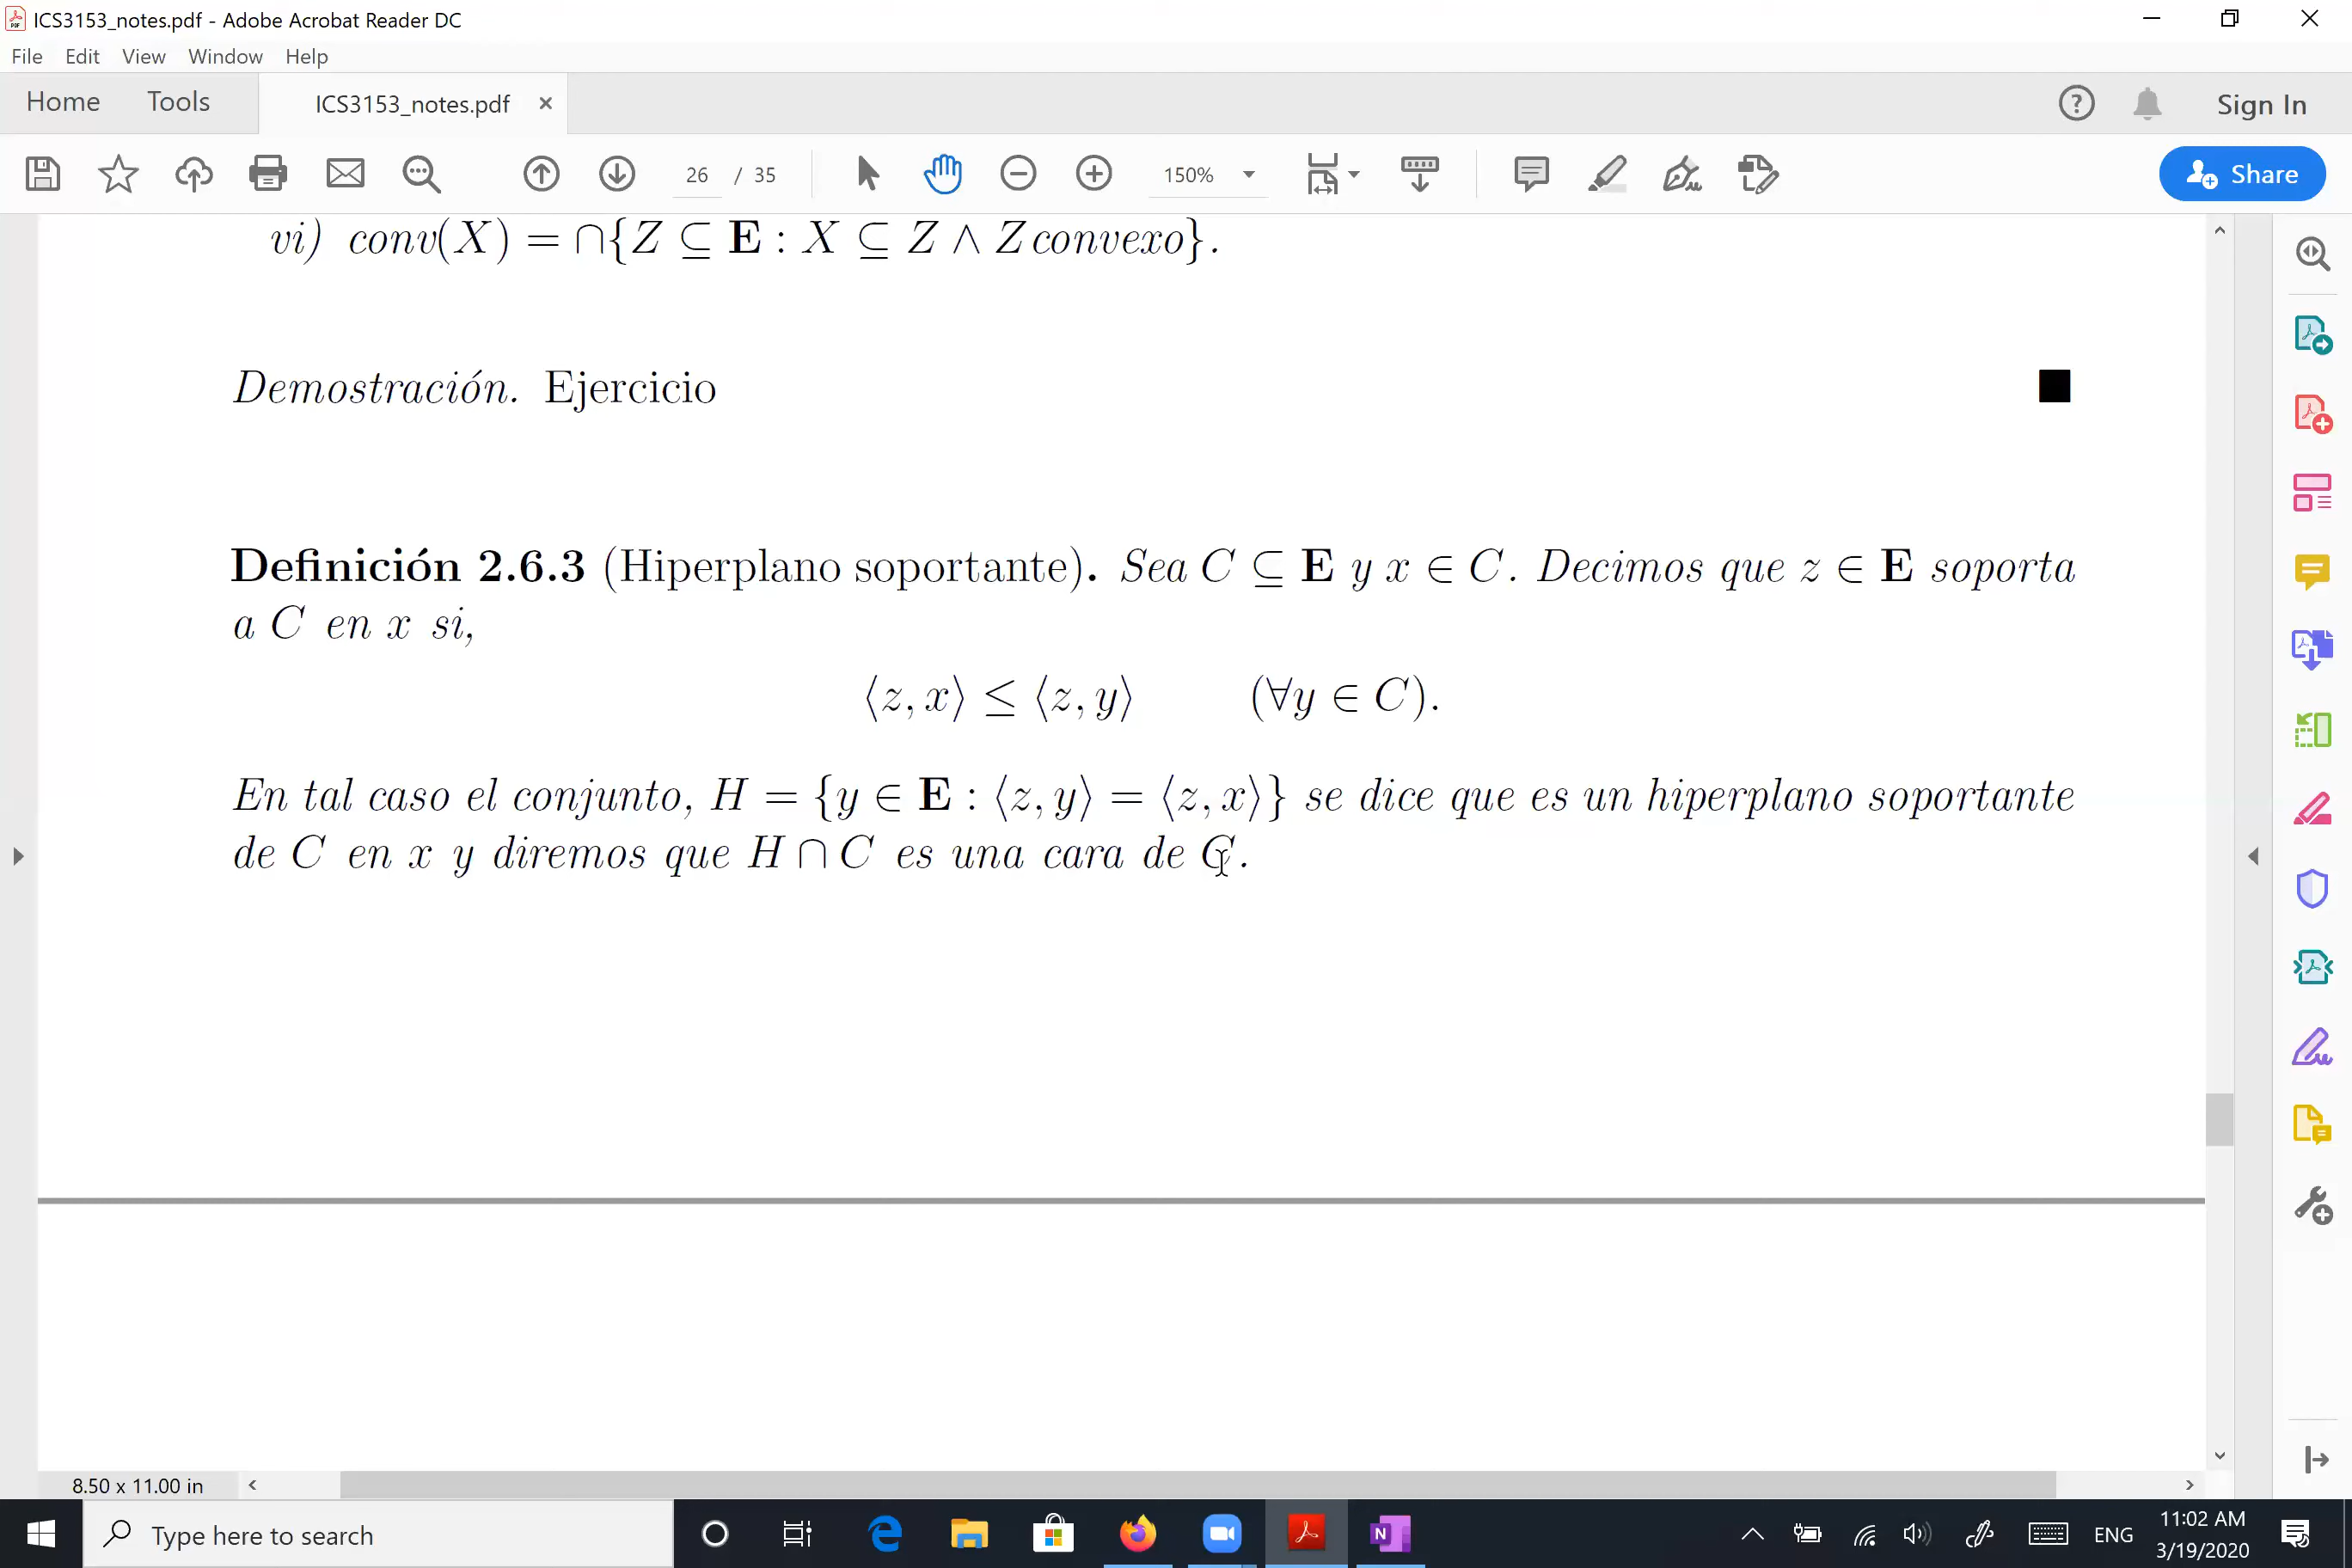 ICS3153_notes.pdf - Adobe Acrobat Reader DC
File Edit View Window Help
Home Tools ICS3153_notes.pdf × Sign In
26 / 35 150% Share
vi) conv(X) = ∩{Z ⊆ E : X ⊆ Z ∧ Z convexo}.
Demostración. Ejercicio ■
Definición 2.6.3 (Hiperplano soportante). Sea C ⊆ E y x ∈ C. Decimos que z ∈ E soporta
a C en x si,
⟨z, x⟩ ≤ ⟨z, y⟩ (∀y ∈ C).
En tal caso el conjunto, H = {y ∈ E : ⟨z, y⟩ = ⟨z, x⟩} se dice que es un hiperplano soportante
de C en x y diremos que H ∩ C es una cara de C.
8.50 x 11.00 in
Type here to search
ENG
11:02 AM
3/19/2020